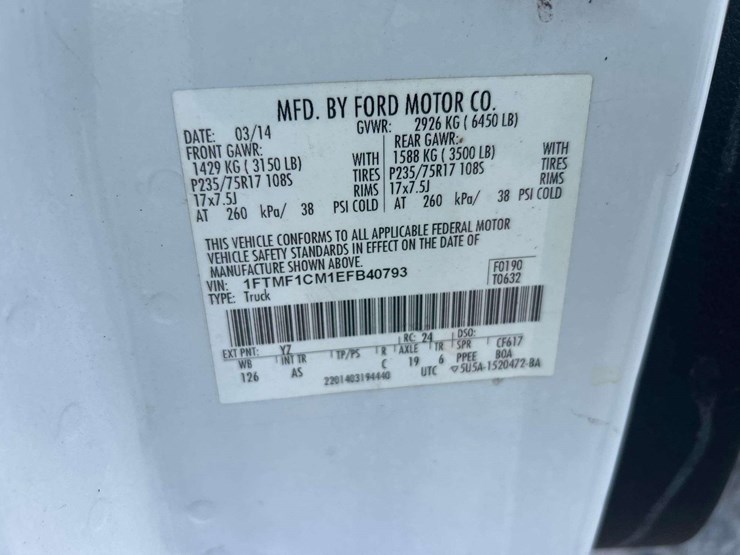 MFD. BY FORD MOTOR CO.
DATE: 03/14 GVWR: 2926 KG ( 6450 LB)
FRONT GAWR: REAR GAWR:
1429 KG ( 3150 LB) WITH 1588 KG ( 3500 LB) WITH
P235/75R17 108S TIRES P235/75R17 108S TIRES
17x7.5J RIMS 17x7.5J RIMS
AT 260 kPa/ 38 PSI COLD AT 260 kPa/ 38 PSI COLD
THIS VEHICLE CONFORMS TO ALL APPLICABLE FEDERAL MOTOR
VEHICLE SAFETY STANDARDS IN EFFECT ON THE DATE OF
MANUFACTURE SHOWN ABOVE.
VIN: 1FTMF1CM1EFB40793 F0190
TYPE: Truck T0632
EXT PNT: YZ RC: 24 DSO:
WB INT TR TP/PS R AXLE TR SPR CF617
126 AS C 19 6 PPEE BOA
2201403194440 UTC ▽5U5A-1520472-BA